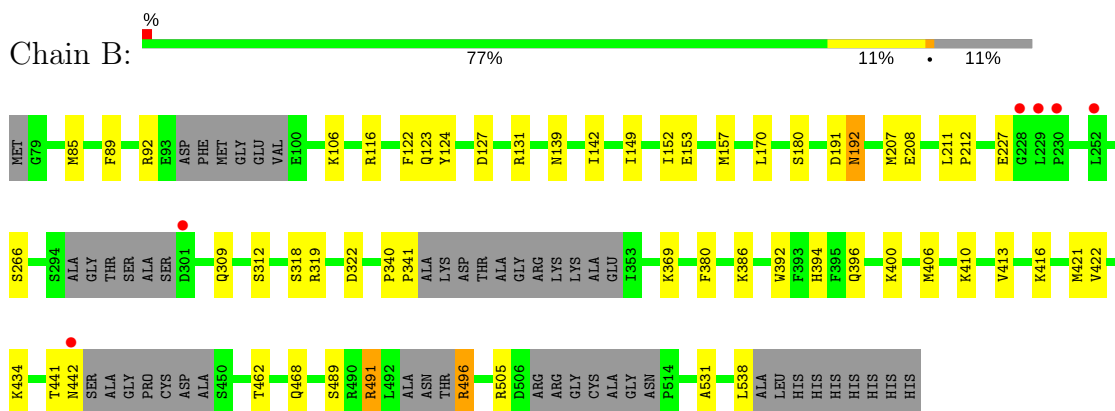 %
Chain B:
77% 11% • 11%
MET G79 M85 F89 R92 E93 ASP PHE MET GLY GLU VAL E100 K106 R116 F122 Q123 Y124 D127 R131 N139 I142 I149 I152 E153 M157 L170 S180 D191 N192 M207 E208 L211 P212 E227 G228 L229 P230 L252
S266 S294 ALA GLY THR SER ALA SER D301 Q309 S312 S318 R319 D322 P340 P341 ALA LYS ASP THR ALA GLY ARG LYS LYS ALA GLU I353 K369 F380 K386 W392 F393 H394 F395 Q396 K400 M406 K410 V413 K416 M421 V422
K434 T441 N442 SER ALA GLY PRO CYS ASP ALA S450 T462 Q468 S489 R490 R491 L492 ALA ASN THR R496 R505 D506 ARG ARG GLY CYS ALA GLY ASN P514 A531 L538 ALA LEU HIS HIS HIS HIS HIS HIS HIS HIS